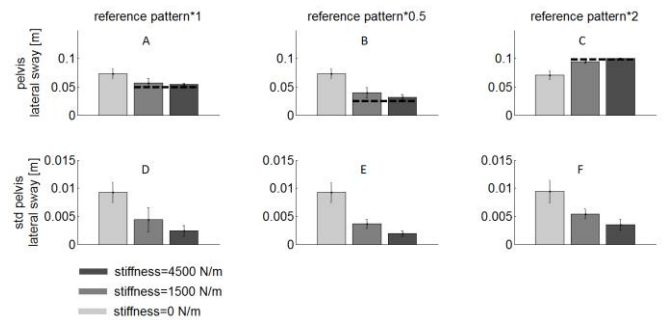 reference pattern*1
reference pattern*0.5
reference pattern*2
pelvis
lateral sway [m]
A
0.1
0.05
0
B
0.1
0.05
0
C
0.1
0.05
0
std pelvis
lateral sway [m]
D
0.015
0.01
0.005
0
E
0.015
0.01
0.005
0
F
0.015
0.01
0.005
0
stiffness=4500 N/m
stiffness=1500 N/m
stiffness=0 N/m